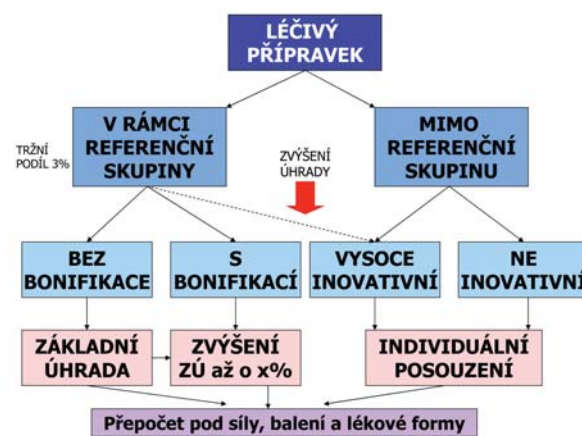 LÉČIVÝ
PŘÍPRAVEK
V RÁMCI
REFERENČNÍ
SKUPINY
MIMO
REFERENČNÍ
SKUPINU
TRŽNÍ
PODÍL 3%
ZVÝŠENÍ
ÚHRADY
BEZ
BONIFIKACE
S
BONIFIKACÍ
VYSOCE
INOVATIVNÍ
NE
INOVATIVNÍ
ZÁKLADNÍ
ÚHRADA
ZVÝŠENÍ
ZÚ až o x%
INDIVIDUÁLNÍ
POSOUZENÍ
Přepočet pod síly, balení a lékové formy